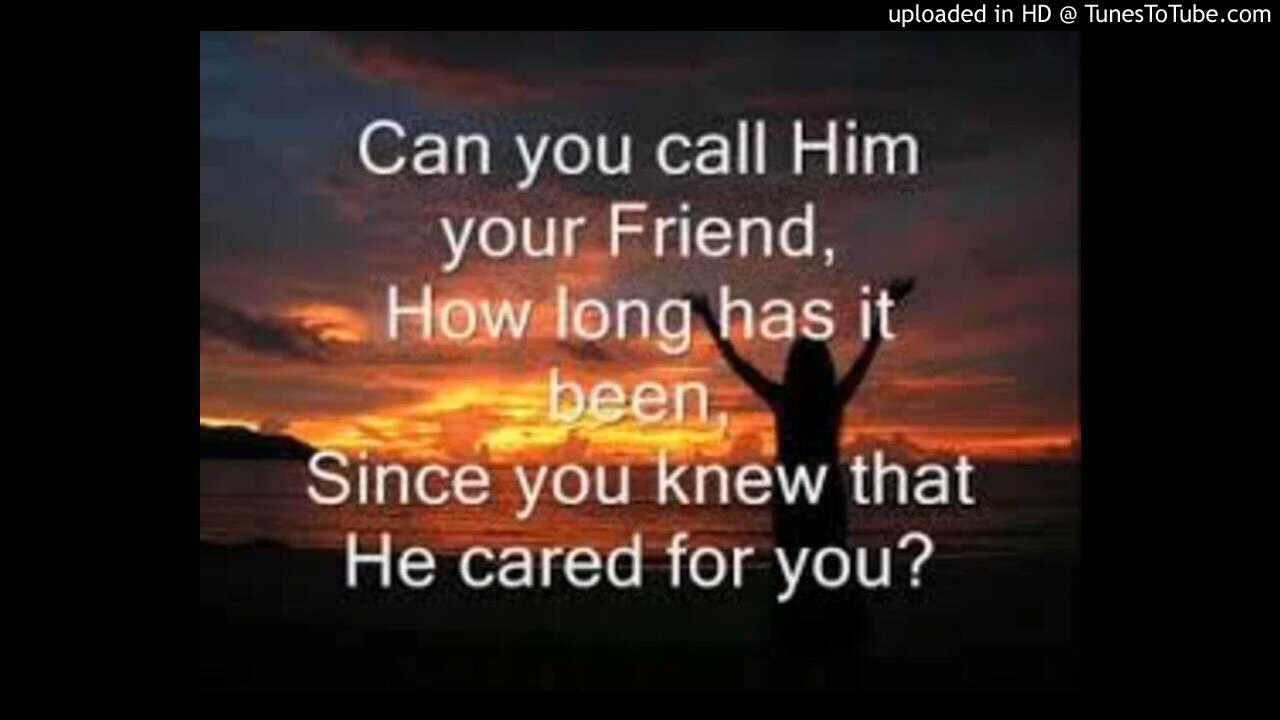 uploaded in HD @ TunesToTube.com
Can you call Him
your Friend,
How long has it
been,
Since you knew that
He cared for you?